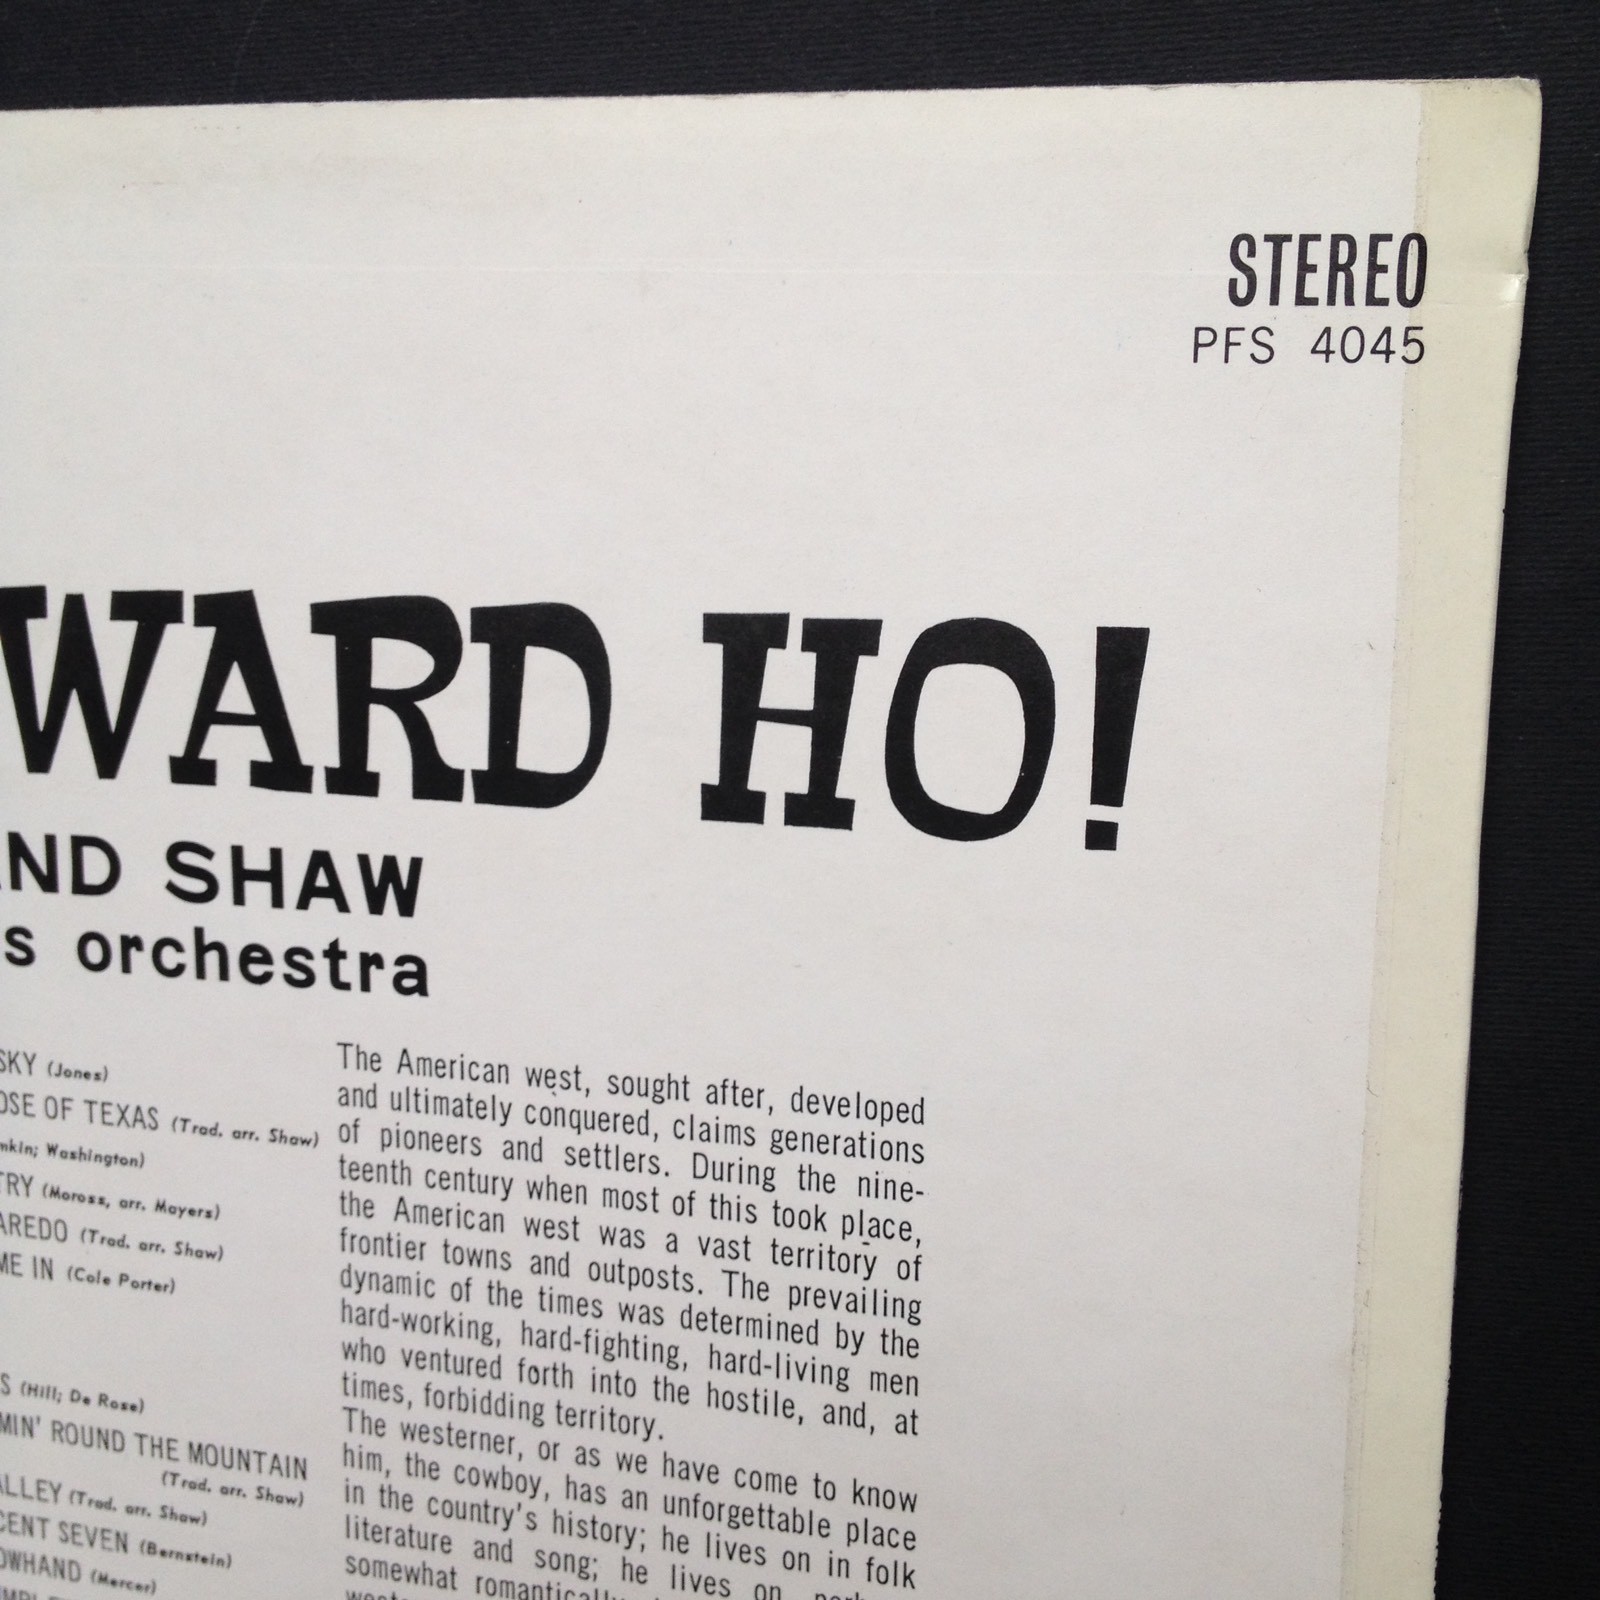 STEREO
PFS 4045
WARD HO!
ND SHAW
s orchestra
SKY (Jones)
OSE OF TEXAS (Trad. arr. Shaw)
mkin; Washington)
TRY (Moross, arr. Mayers)
AREDO (Trad. arr. Shaw)
ME IN (Cole Porter)
S (Hill; De Rose)
MIN' ROUND THE MOUNTAIN
(Trad. arr. Shaw)
ALLEY (Trad. arr. Shaw)
CENT SEVEN (Bernstein)
OWHAND (Mercer)
The American west, sought after, developed
and ultimately conquered, claims generations
of pioneers and settlers. During the nine-
teenth century when most of this took place,
the American west was a vast territory of
frontier towns and outposts. The prevailing
dynamic of the times was determined by the
hard-working, hard-fighting, hard-living men
who ventured forth into the hostile, and, at
times, forbidding territory.
The westerner, or as we have come to know
him, the cowboy, has an unforgettable place
in the country's history; he lives on in folk
literature and song; he lives on
somewhat romantically